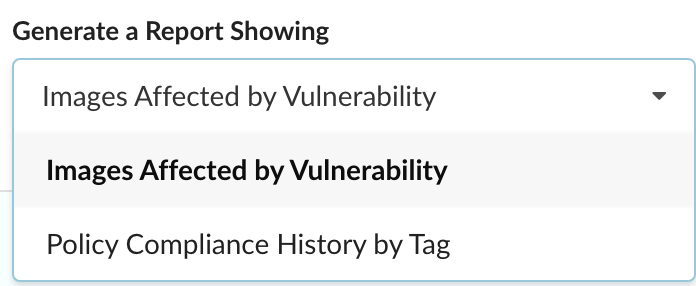 Generate a Report Showing
Images Affected by Vulnerability
Images Affected by Vulnerability
Policy Compliance History by Tag